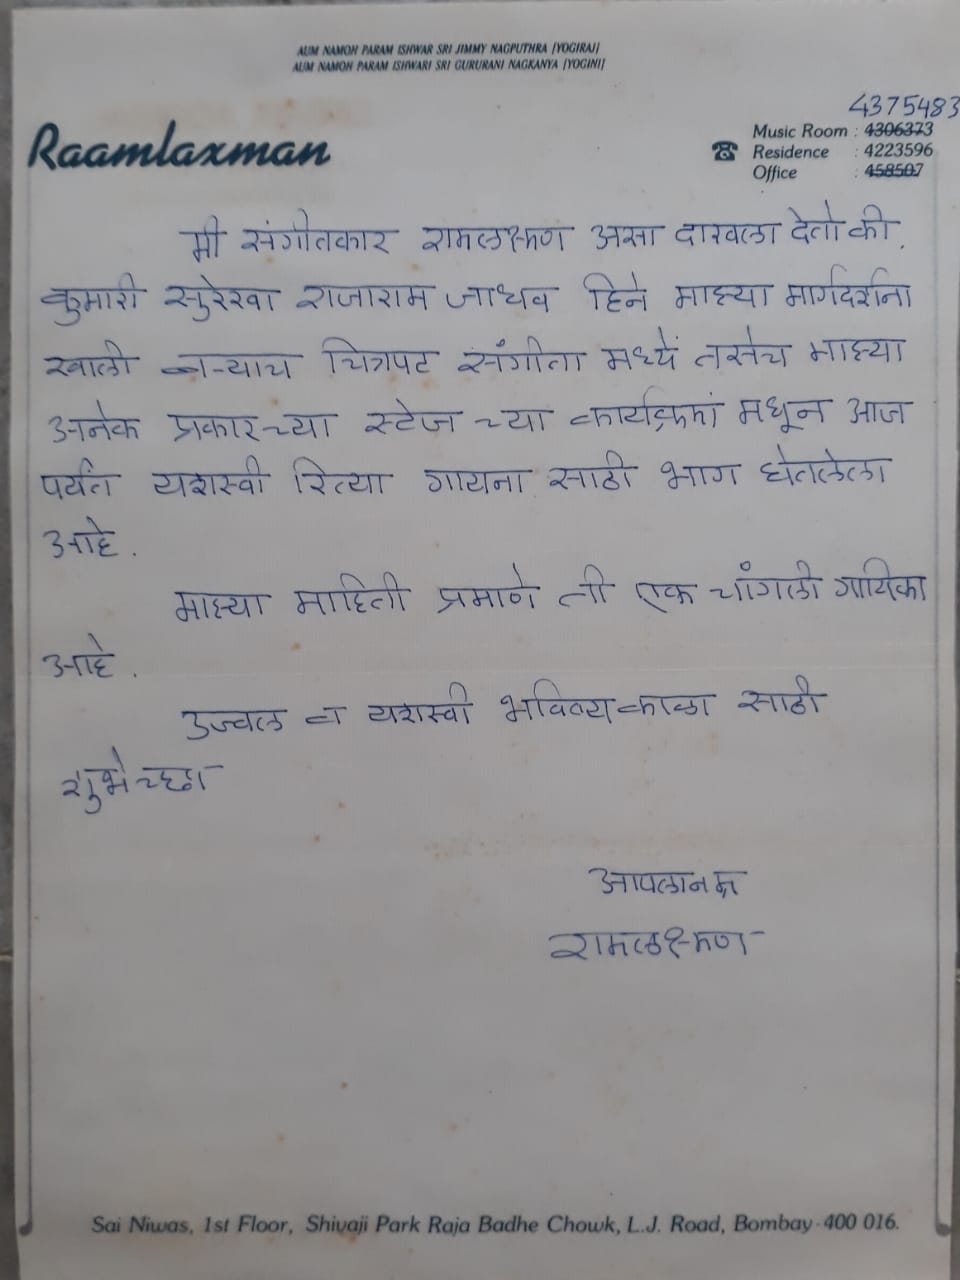 AUM NAMOH PARAM ISHWAR SRI JIMMY NAGPUTHRA [YOGIRAJ]
AUM NAMOH PARAM ISHWARI SRI GURURANI NAGKANYA [YOGINI]
4375483
Raamlaxman
Music Room : 4306373
Residence : 4223596
Office : 458507
मी संगीतकार रामलक्ष्मण असा दाखला देतो की,
कुमारी सुरेखा राजाराम जाधव हिने माझ्या मार्गदर्शना
खाली बऱ्याच चित्रपट संगीता मध्ये तसेच माझ्या
अनेक प्रकारच्या स्टेज च्या कार्यक्रमां मधून आज
पर्यंत यशस्वी रित्या गायना साठी भाग घेतलेला
आहे.
माझ्या माहिती प्रमाणे ती एक चांगली गायिका
आहे.
उज्वल व यशस्वी भवितव्यकाळा साठी
शुभेच्छा
आपला नम्र
रामलक्ष्मण
Sai Niwas, 1st Floor, Shivaji Park Raja Badhe Chowk, L.J. Road, Bombay-400 016.